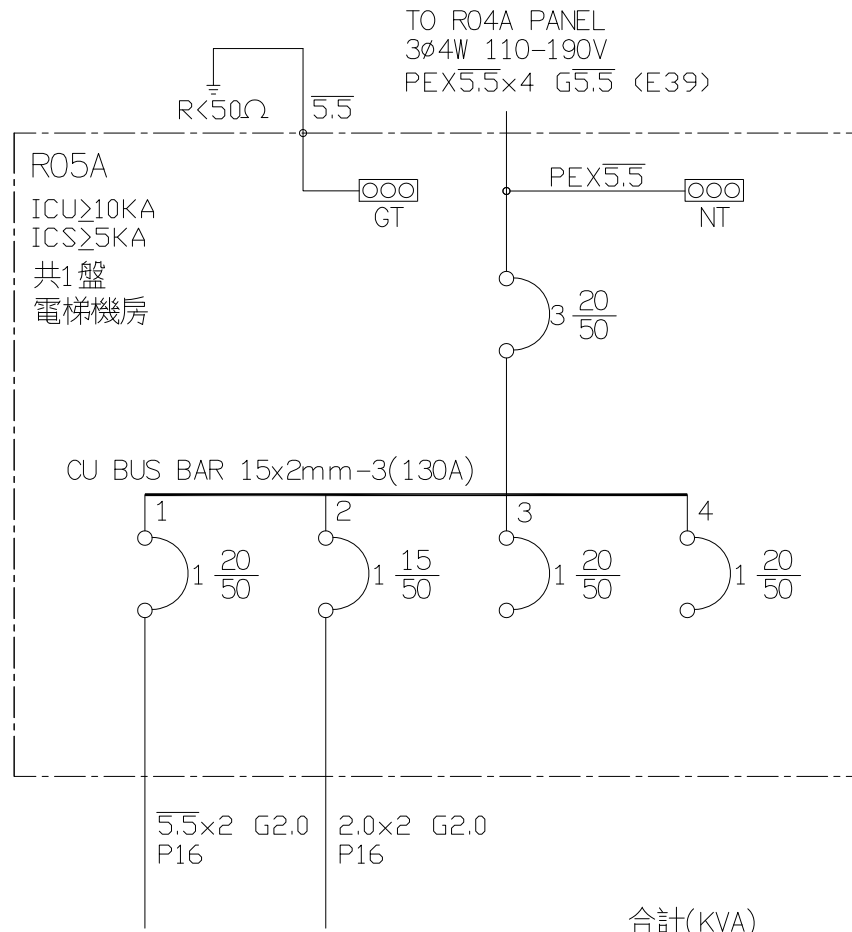 TO R04A PANEL
3ø4W 110-190V
PEX5.5x4 G5.5 (E39)
R<50Ω
5.5
R05A
ICU≥10KA
ICS≥5KA
共1盤
電梯機房
GT
PEX5.5
NT
3 20/50
CU BUS BAR 15x2mm-3(130A)
1
2
3
4
1 20/50
1 15/50
1 20/50
1 20/50
5.5x2 G2.0
P16
2.0x2 G2.0
P16
合計(KVA)